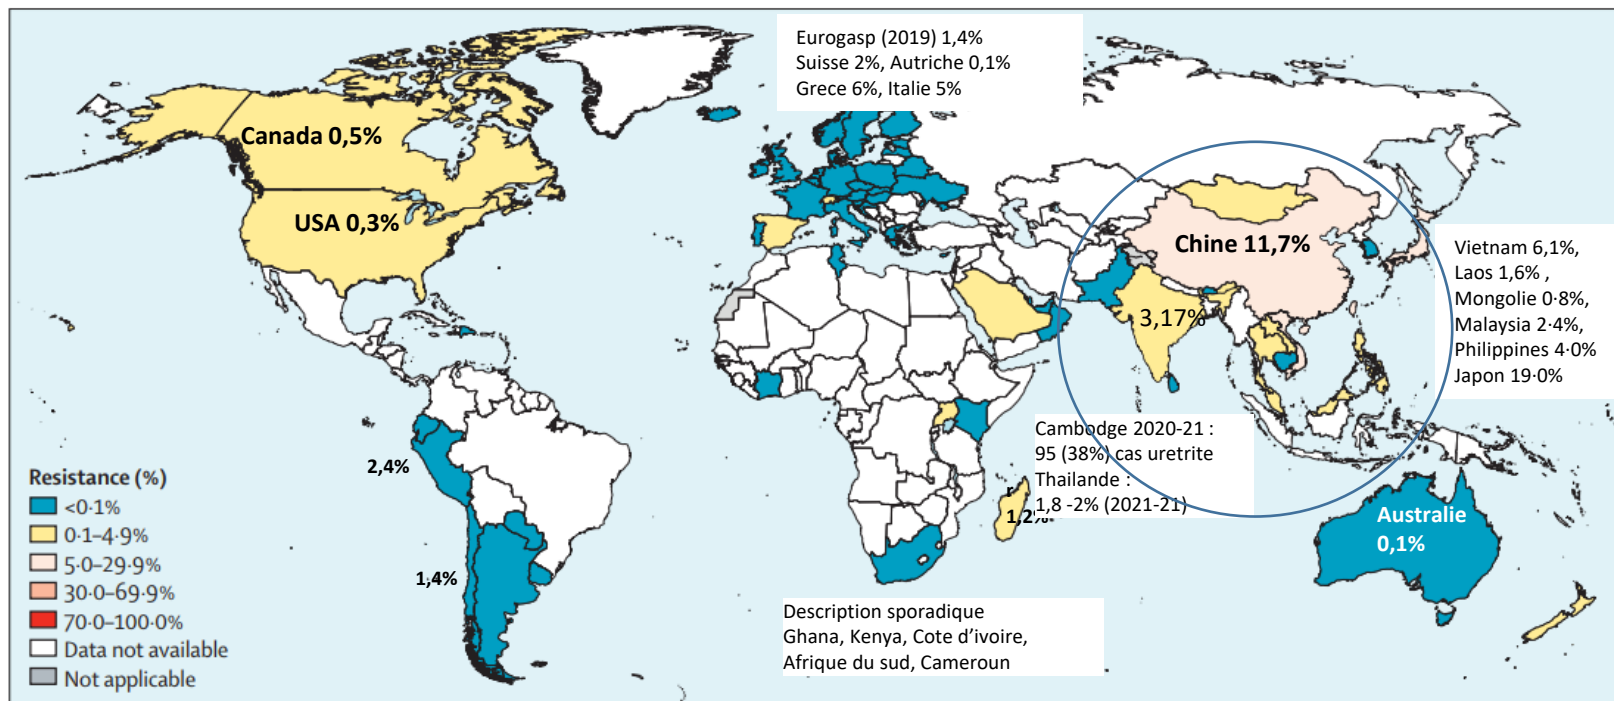 Eurogasp (2019) 1,4%
Suisse 2%, Autriche 0,1%
Grece 6%, Italie 5%
Canada 0,5%
USA 0,3%
Chine 11,7%
3,17%
Vietnam 6,1%,
Laos 1,6% ,
Mongolie 0·8%,
Malaysia 2·4%,
Philippines 4·0%
Japon 19·0%
Cambodge 2020-21 :
95 (38%) cas uretrite
Thailande :
1,8 -2% (2021-21)
1,2%
2,4%
1,4%
Australie
0,1%
Resistance (%)
<0·1%
0·1–4·9%
5·0–29·9%
30·0–69·9%
70·0–100·0%
Data not available
Not applicable
Description sporadique
Ghana, Kenya, Cote d’ivoire,
Afrique du sud, Cameroun